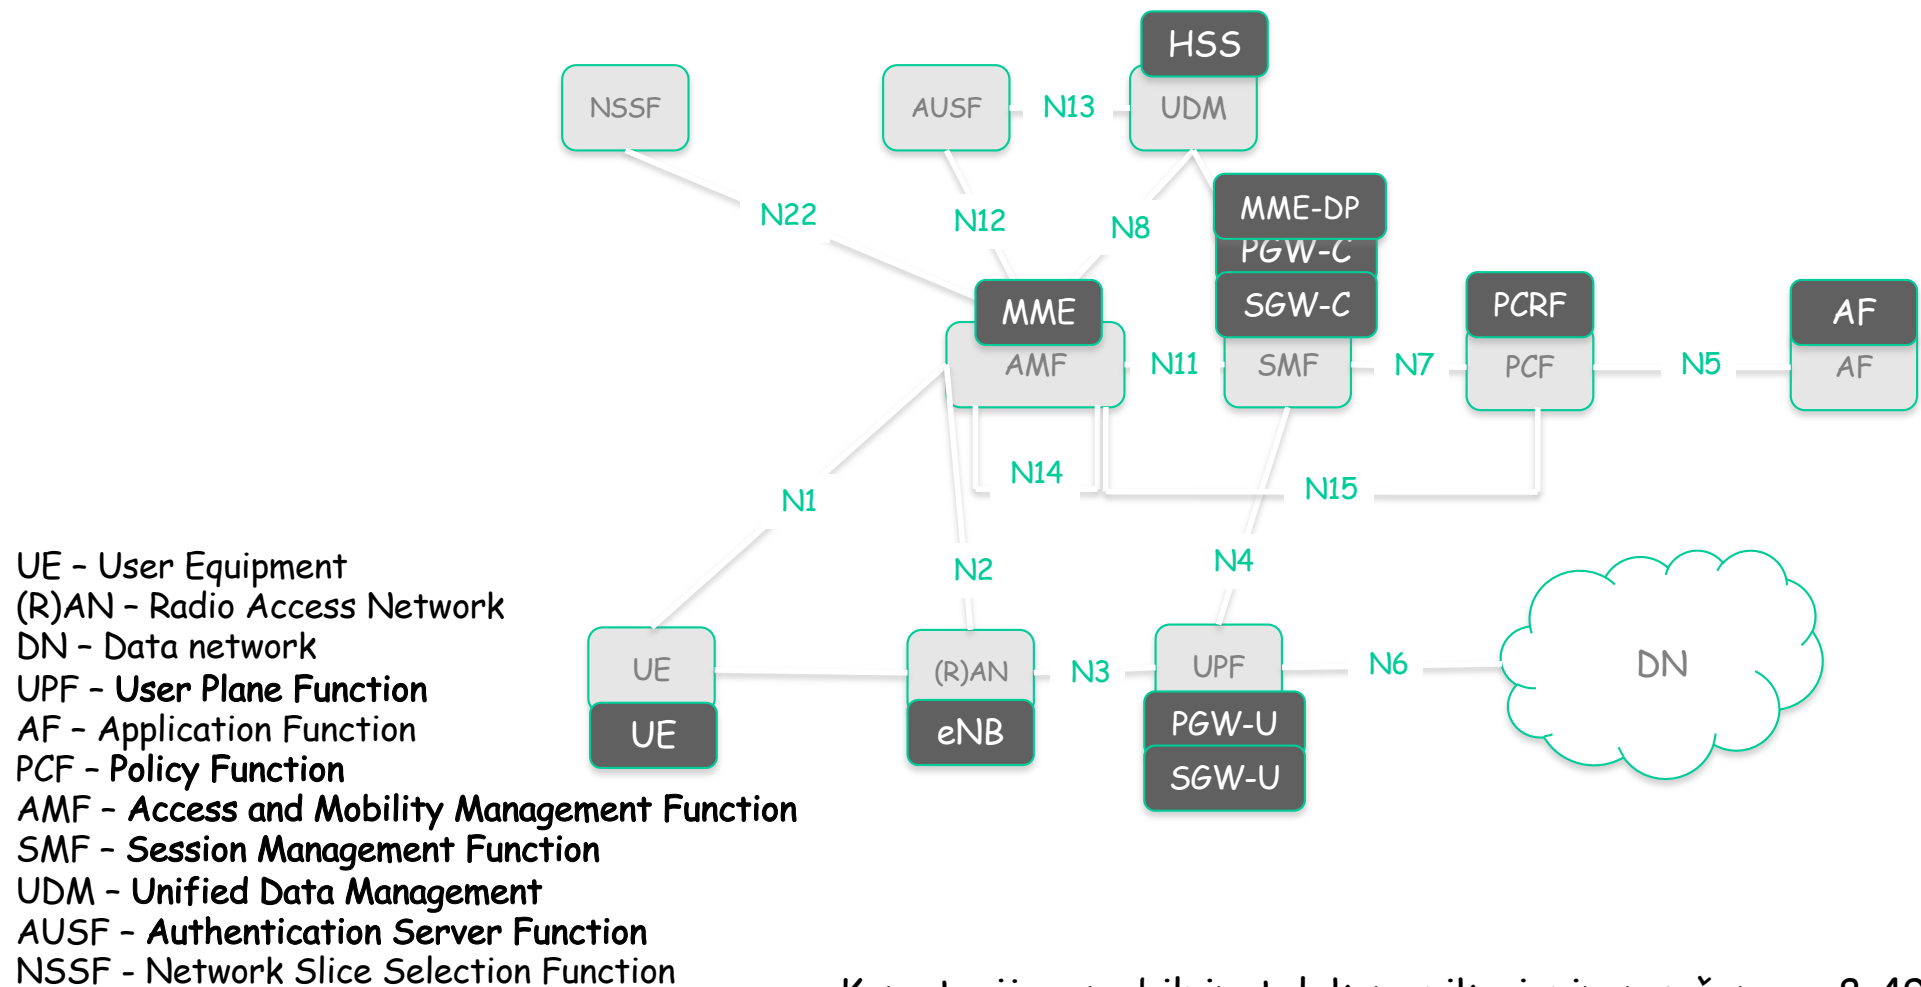 HSS
NSSF
AUSF
N13
UDM
N22
N12
N8
MME-DP
PGW-C
SGW-C
MME
PCRF
AF
AMF
N11
SMF
N7
PCF
N5
AF
N14
N15
N1
N2
N4
UE
(R)AN
N3
UPF
N6
DN
UE
eNB
PGW-U
SGW-U
UE – User Equipment
(R)AN – Radio Access Network
DN – Data network
UPF – User Plane Function
AF – Application Function
PCF – Policy Function
AMF – Access and Mobility Management Function
SMF – Session Management Function
UDM – Unified Data Management
AUSF – Authentication Server Function
NSSF - Network Slice Selection Function